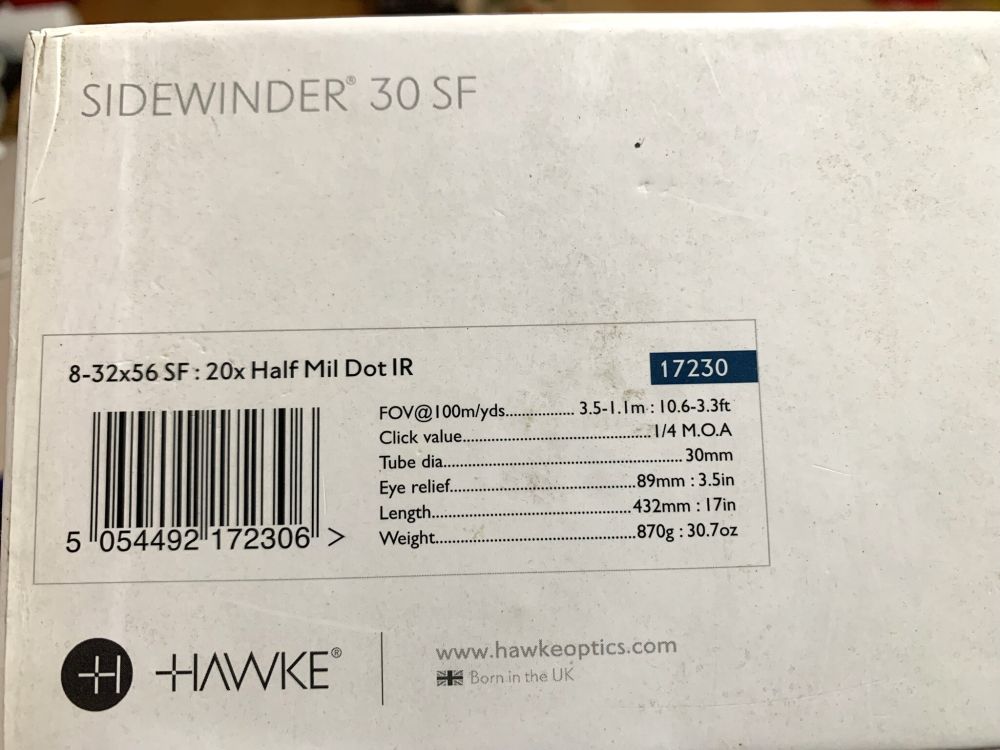 SIDEWINDER® 30 SF
8-32x56 SF : 20x Half Mil Dot IR
17230
FOV@100m/yds................ 3.5-1.1m : 10.6-3.3ft
Click value............................................1/4 M.O.A
Tube dia........................................................30mm
Eye relief...........................................89mm : 3.5in
Length...............................................432mm : 17in
Weight...............................................870g : 30.7oz
5 054492 172306 >
HAWKE®
www.hawkeoptics.com
Born in the UK